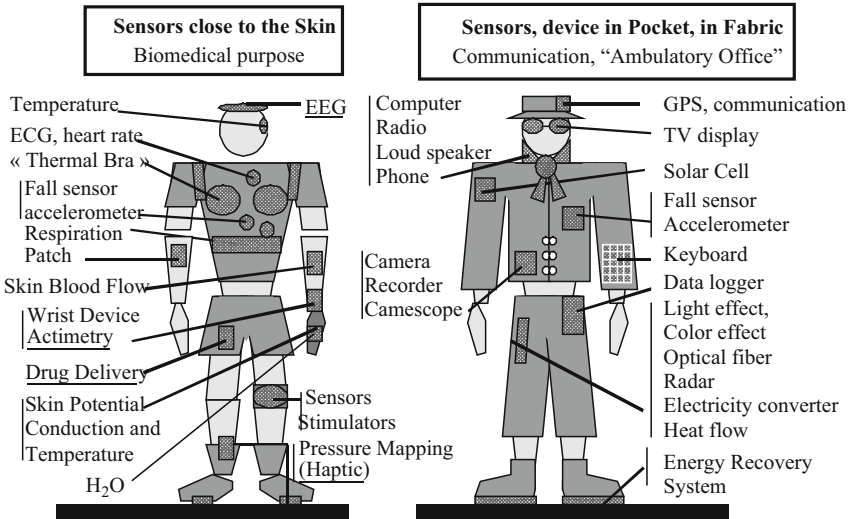 Sensors close to the Skin
Biomedical purpose
Temperature
EEG
ECG, heart rate
« Thermal Bra »
Fall sensor
accelerometer
Respiration
Patch
Skin Blood Flow
Wrist Device
Actimetry
Drug Delivery
Skin Potential
Conduction and
Temperature
H₂O
Sensors
Stimulators
Pressure Mapping
(Haptic)
Sensors, device in Pocket, in Fabric
Communication, “Ambulatory Office”
Computer
Radio
Loud speaker
Phone
Camera
Recorder
Camescope
GPS, communication
TV display
Solar Cell
Fall sensor
Accelerometer
Keyboard
Data logger
Light effect,
Color effect
Optical fiber
Radar
Electricity converter
Heat flow
Energy Recovery
System